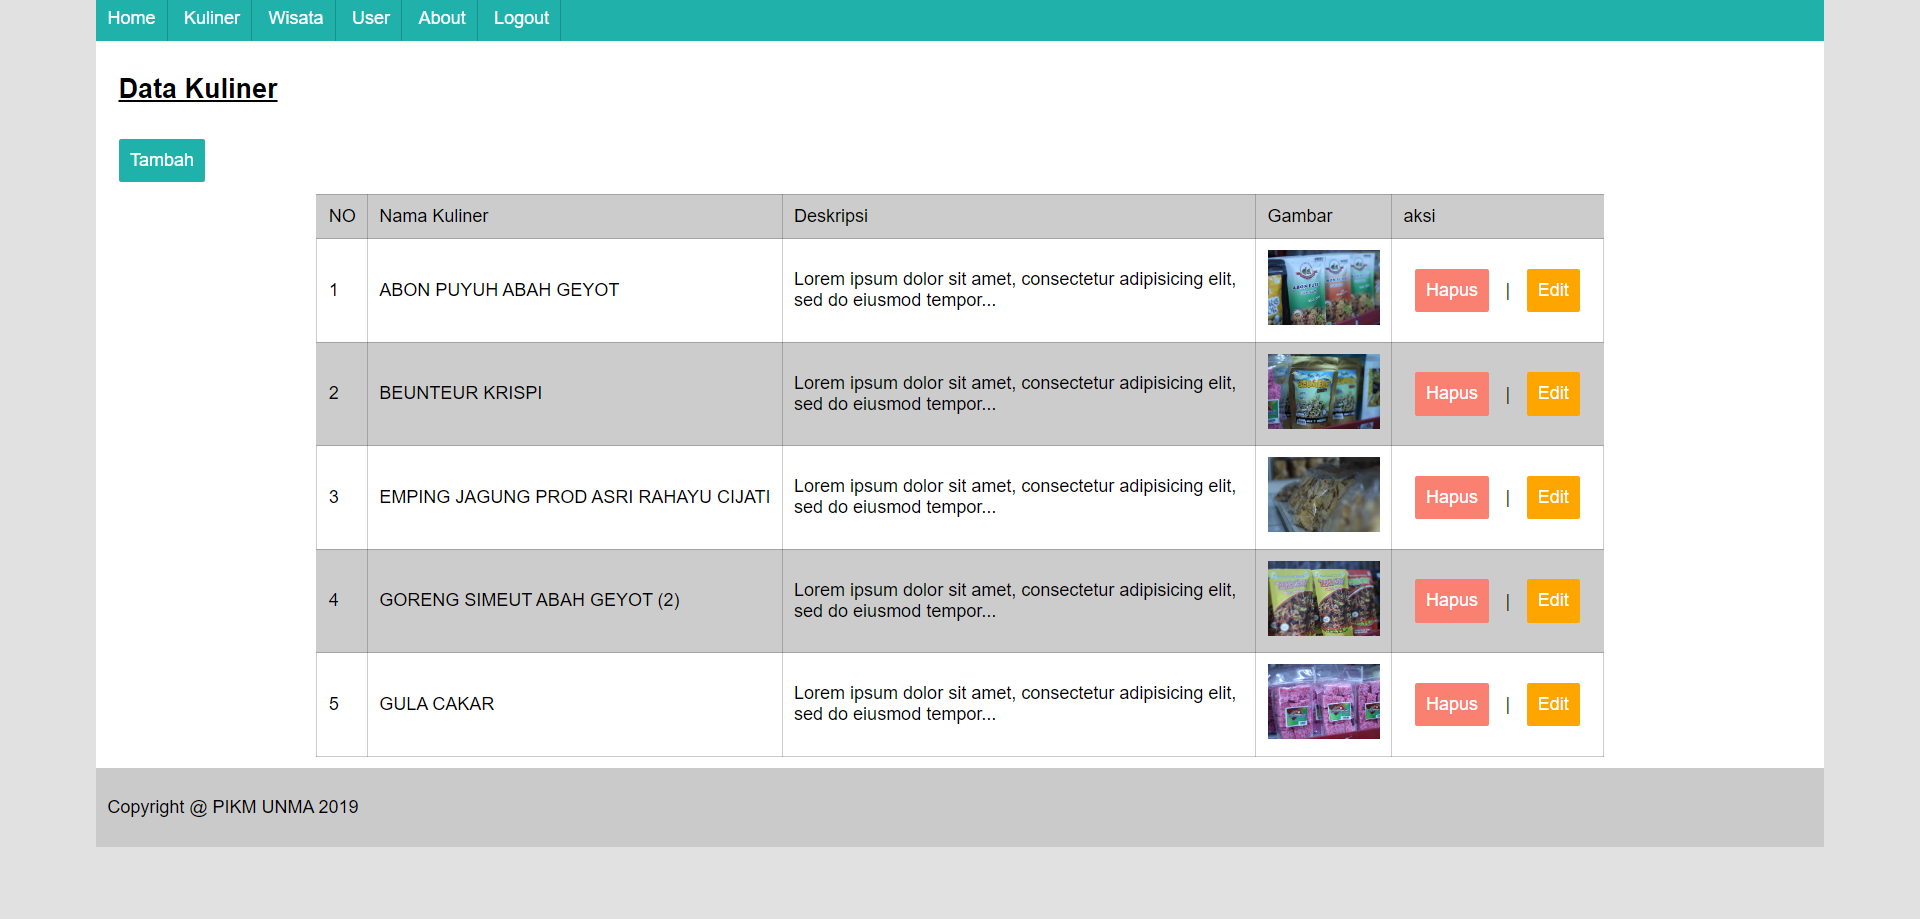 Home Kuliner Wisata User About Logout
Data Kuliner
Tambah
NO Nama Kuliner Deskripsi Gambar aksi
1 ABON PUYUH ABAH GEYOT Lorem ipsum dolor sit amet, consectetur adipisicing elit,
sed do eiusmod tempor... Hapus | Edit
2 BEUNTEUR KRISPI Lorem ipsum dolor sit amet, consectetur adipisicing elit,
sed do eiusmod tempor... Hapus | Edit
3 EMPING JAGUNG PROD ASRI RAHAYU CIJATI Lorem ipsum dolor sit amet, consectetur adipisicing elit,
sed do eiusmod tempor... Hapus | Edit
4 GORENG SIMEUT ABAH GEYOT (2) Lorem ipsum dolor sit amet, consectetur adipisicing elit,
sed do eiusmod tempor... Hapus | Edit
5 GULA CAKAR Lorem ipsum dolor sit amet, consectetur adipisicing elit,
sed do eiusmod tempor... Hapus | Edit
Copyright @ PIKM UNMA 2019